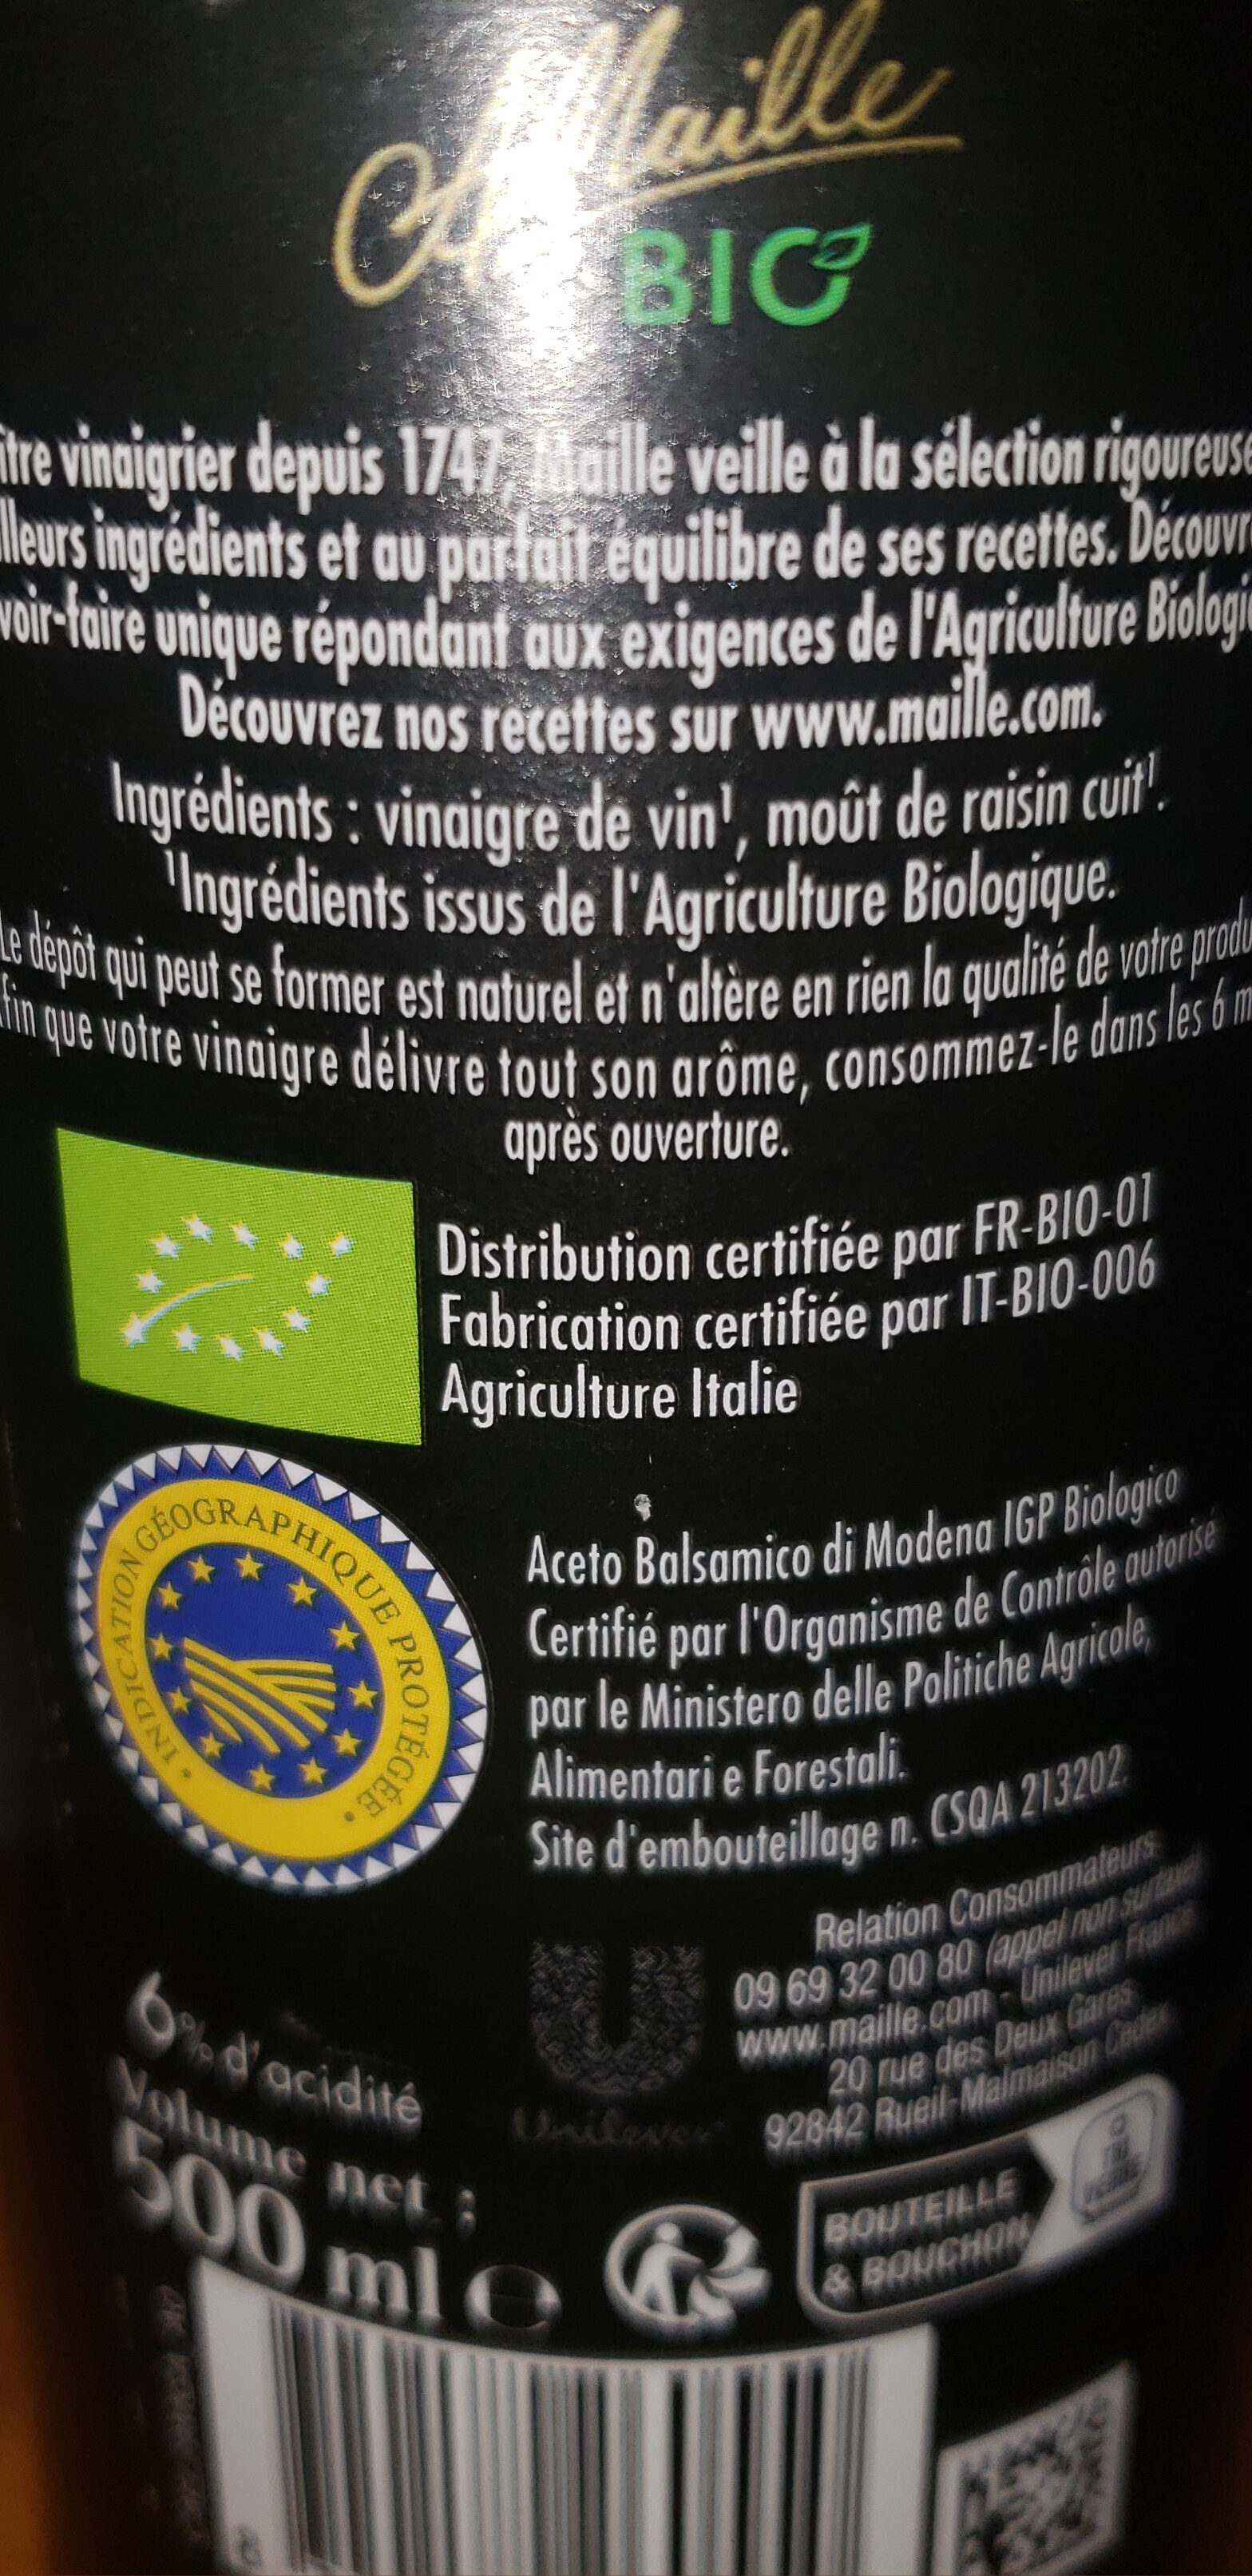 A. Maille
BIO
ître vinaigrier depuis 1747, Maille veille à la sélection rigoureuse
lleurs ingrédients et au parfait équilibre de ses recettes. Découvr
voir-faire unique répondant aux exigences de l'Agriculture Biologi
Découvrez nos recettes sur www.maille.com.
Ingrédients : vinaigre de vin¹, moût de raisin cuit¹.
¹Ingrédients issus de l'Agriculture Biologique.
Le dépôt qui peut se former est naturel et n'altère en rien la qualité de votre produ
fin que votre vinaigre délivre tout son arôme, consommez-le dans les 6 m
après ouverture.
Distribution certifiée par FR-BIO-01
Fabrication certifiée par IT-BIO-006
Agriculture Italie
INDICATION GÉOGRAPHIQUE PROTÉGÉE
Aceto Balsamico di Modena IGP Biologico
Certifié par l'Organisme de Contrôle autorisé
par le Ministero delle Politiche Agricole,
Alimentari e Forestali.
Site d'embouteillage n. CSQA 213202.
Relation Consommateurs
09 69 32 00 80 (appel non surtaxé
www.maille.com - Unilever France
20 rue des Deux Gares
92842 Rueil-Malmaison Cedex
Unilever
6% d'acidité
Volume net :
500 ml e
BOUTEILLE
& BOUCHON
VERRE
8